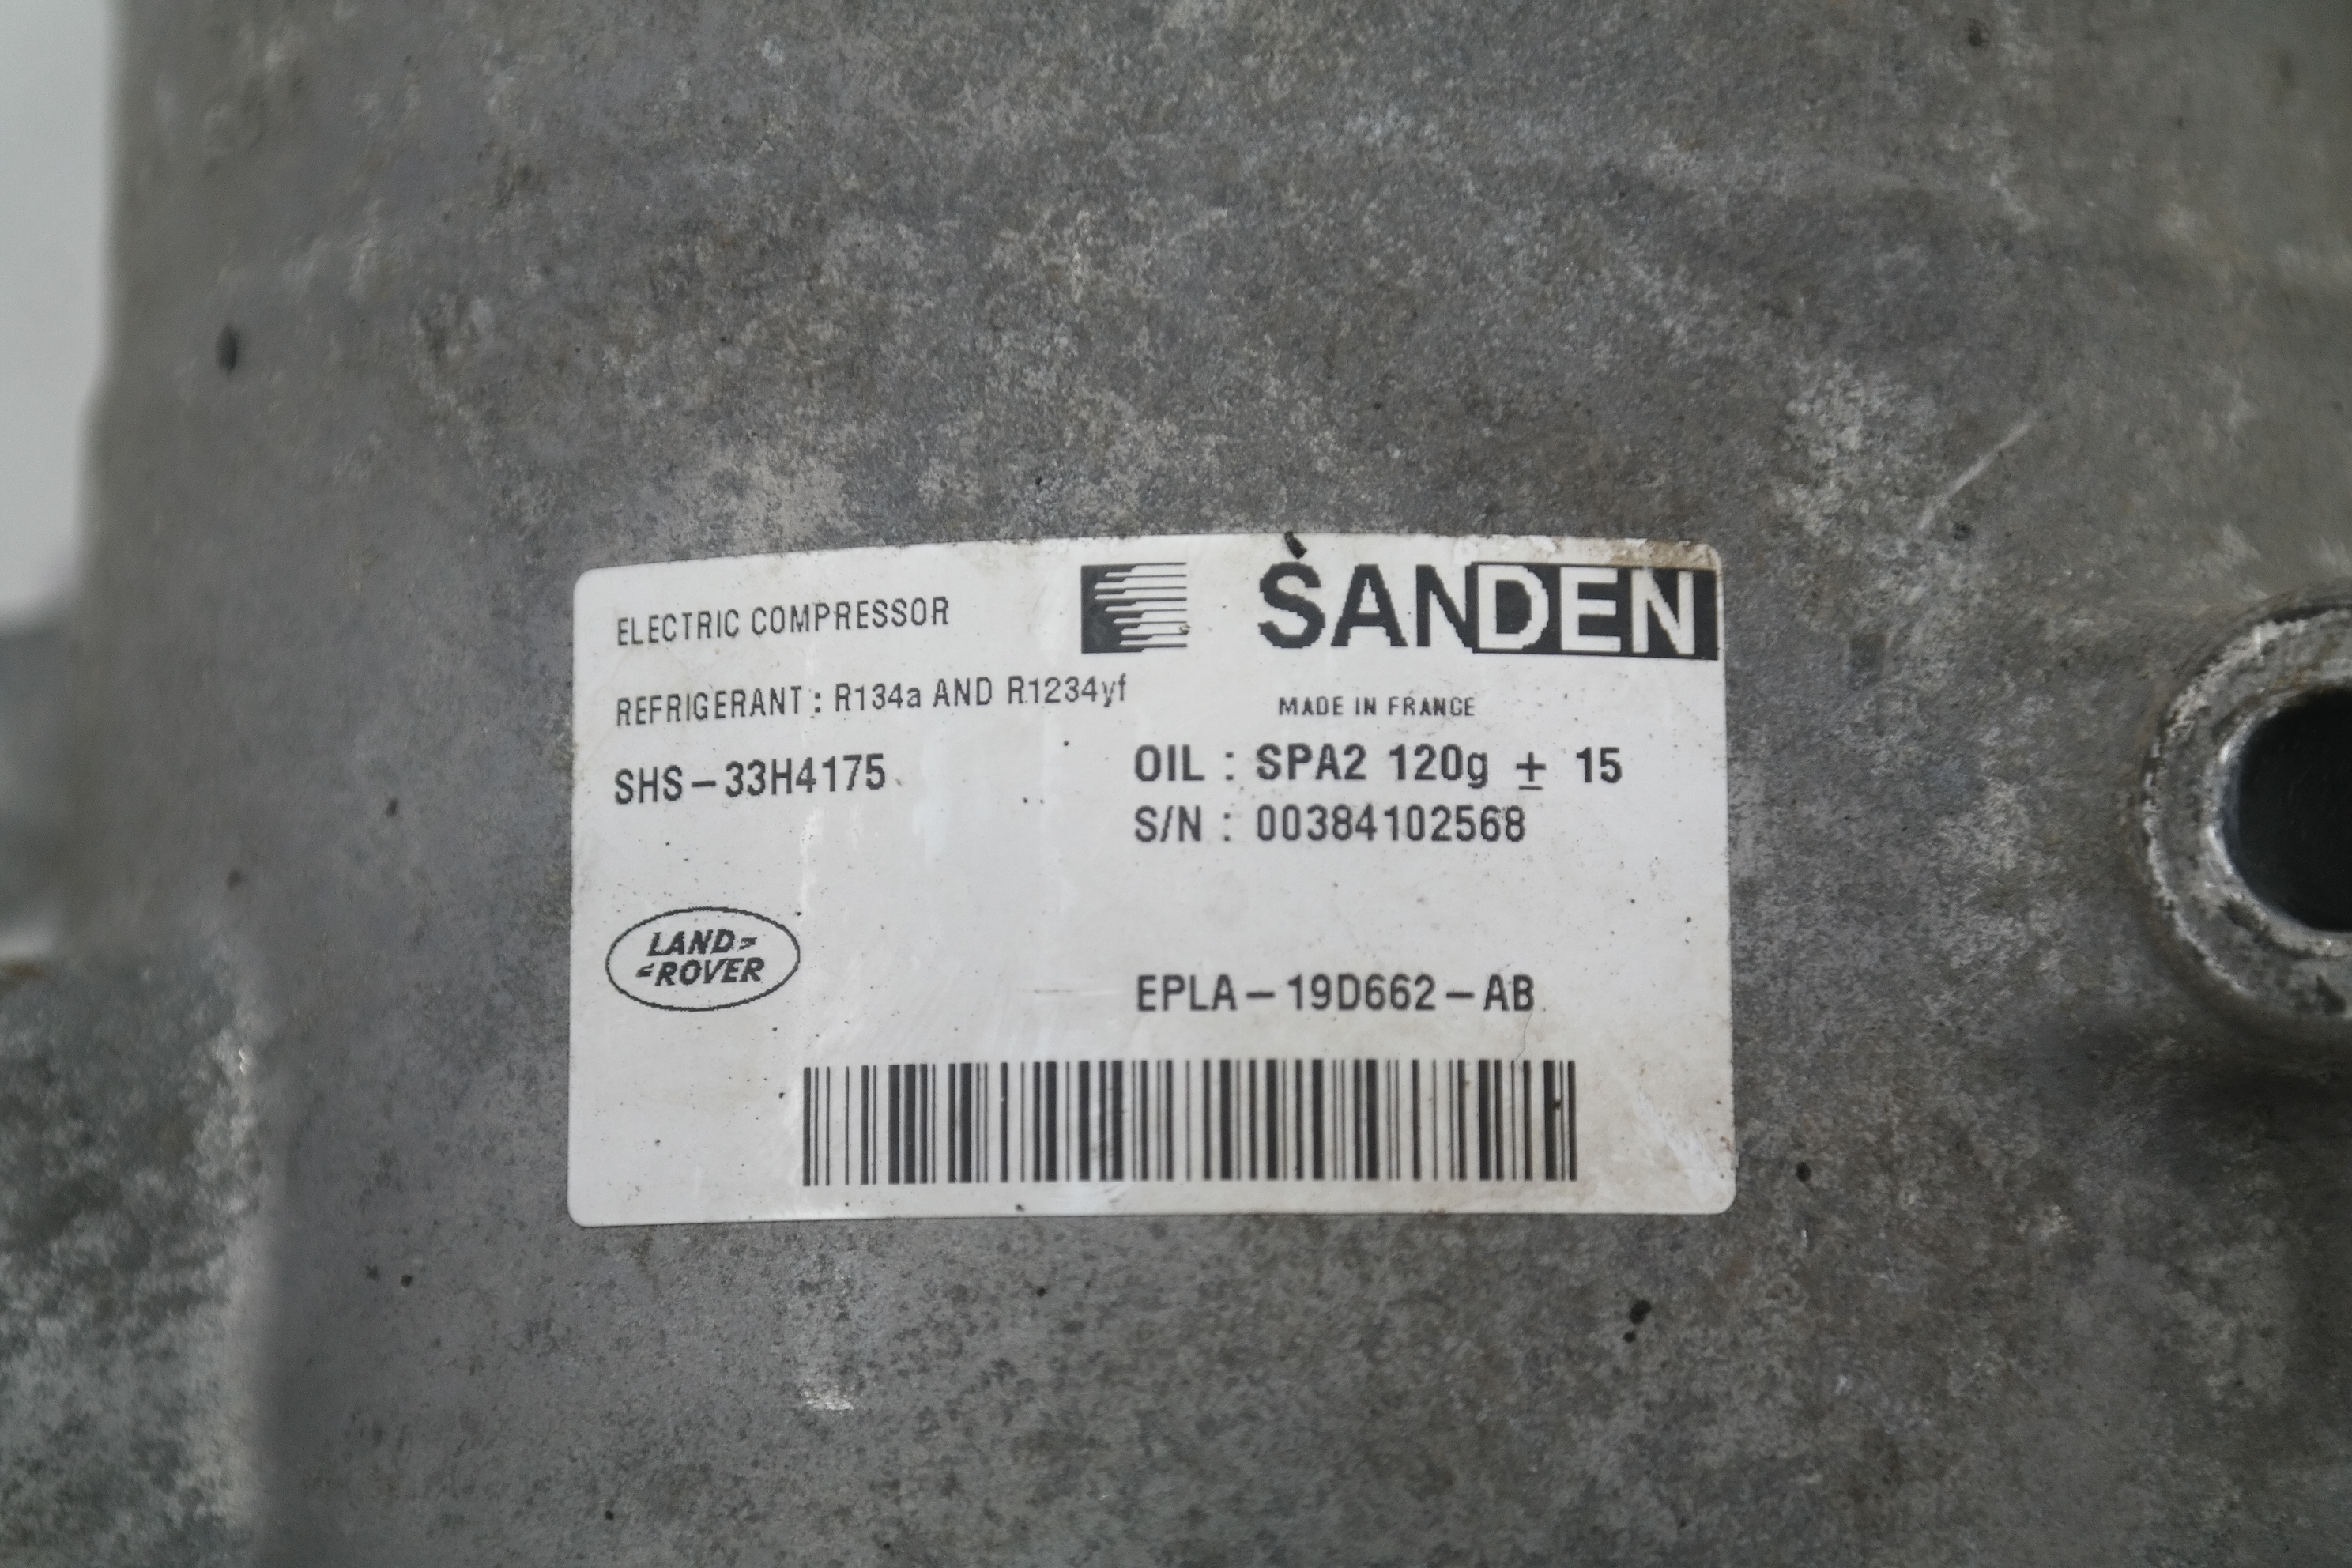 ELECTRIC COMPRESSOR
SANDEN
REFRIGERANT : R134a AND R1234yf
MADE IN FRANCE
SHS-33H4175
OIL : SPA2 120g ± 15
S/N : 00384102568
LAND
ROVER
EPLA-19D662-AB